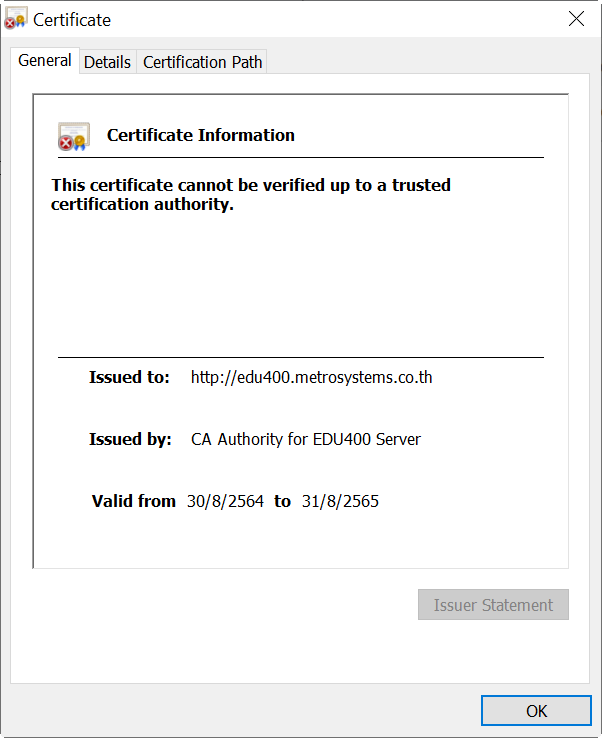 Certificate
General
Details
Certification Path
Certificate Information
This certificate cannot be verified up to a trusted
certification authority.
Issued to: http://edu400.metrosystems.co.th
Issued by: CA Authority for EDU400 Server
Valid from 30/8/2564 to 31/8/2565
Issuer Statement
OK